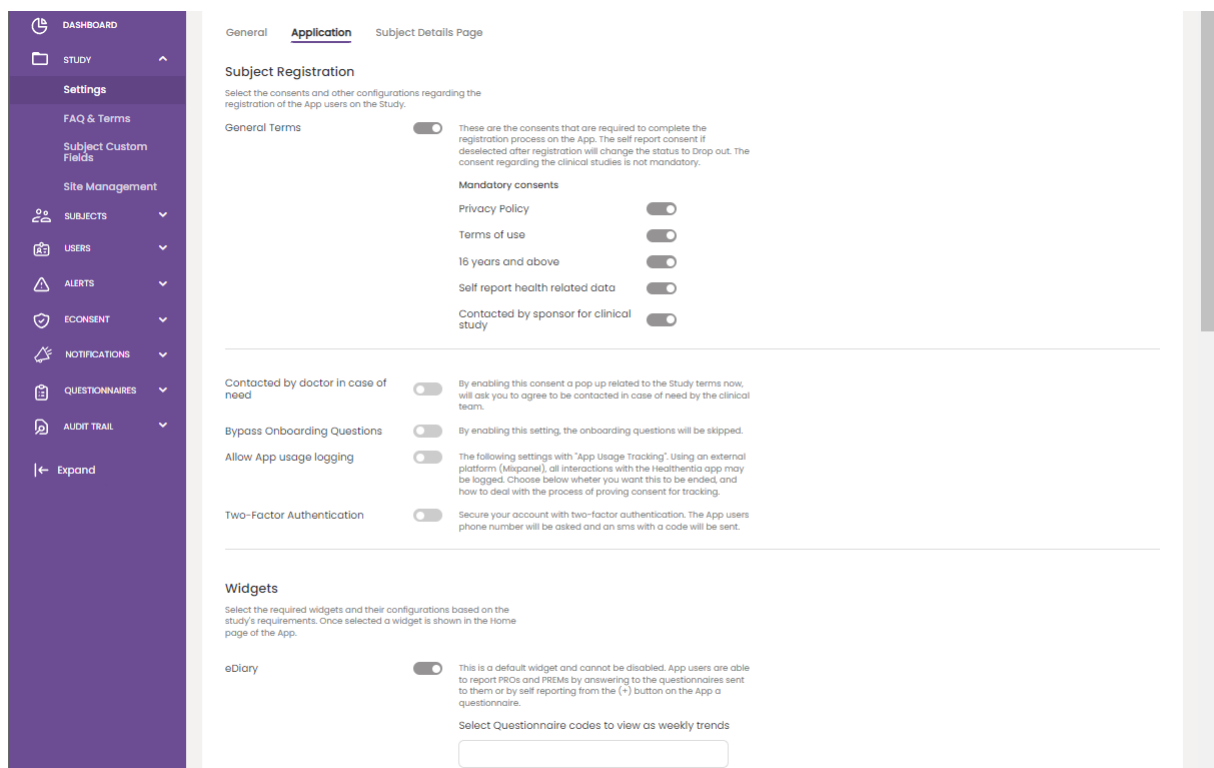 DASHBOARD
STUDY
Settings
FAQ & Terms
Subject Custom
Fields
Site Management
SUBJECTS
USERS
ALERTS
ECONSENT
NOTIFICATIONS
QUESTIONNAIRES
AUDIT TRAIL
Expand
General Application Subject Details Page
Subject Registration
Select the consents and other configurations regarding the
registration of the App users on the Study.
General Terms
These are the consents that are required to complete the
registration process on the App. The self report consent if
deselected after registration will change the status to Drop out. The
consent regarding the clinical studies is not mandatory.
Mandatory consents
Privacy Policy
Terms of use
16 years and above
Self report health related data
Contacted by sponsor for clinical
study
Contacted by doctor in case of
need
By enabling this consent a pop up related to the Study terms now,
will ask you to agree to be contacted in case of need by the clinical
team.
Bypass Onboarding Questions
By enabling this setting, the onboarding questions will be skipped.
Allow App usage logging
The following settings with "App Usage Tracking". Using an external
platform (Mixpanel), all interactions with the Healthentia app may
be logged. Choose below wheter you want this to be ended, and
how to deal with the process of proving consent for tracking.
Two-Factor Authentication
Secure your account with two-factor authentication. The App users
phone number will be asked and an sms with a code will be sent.
Widgets
Select the required widgets and their configurations based on the
study's requirements. Once selected a widget is shown in the Home
page of the App.
eDiary
This is a default widget and cannot be disabled. App users are able
to report PROs and PREMs by answering to the questionnaires sent
to them or by self reporting from the (+) button on the App a
questionnaire.
Select Questionnaire codes to view as weekly trends